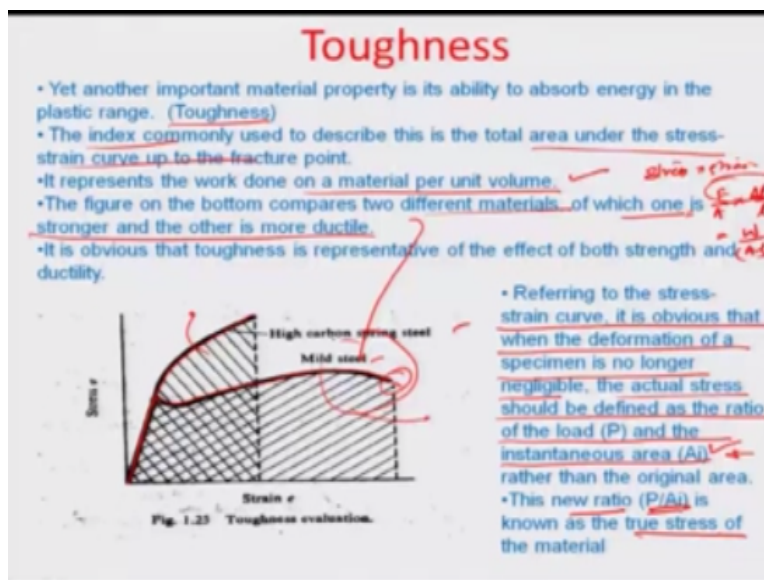 Toughness
• Yet another important material property is its ability to absorb energy in the
plastic range. (Toughness)
• The index commonly used to describe this is the total area under the stress-
strain curve up to the fracture point.
•It represents the work done on a material per unit volume.
•The figure on the bottom compares two different materials of which one is
stronger and the other is more ductile.
•It is obvious that toughness is representative of the effect of both strength and
ductility.
• Referring to the stress-
strain curve, it is obvious that
when the deformation of a
specimen is no longer
negligible, the actual stress
should be defined as the ratio
of the load (P) and the
instantaneous area (Ai)
rather than the original area.
•This new ratio (P/Ai) is
known as the true stress of
the material
High carbon spring steel
Mild steel
Stress σ
Strain e
Fig. 1.25 Toughness evaluation.